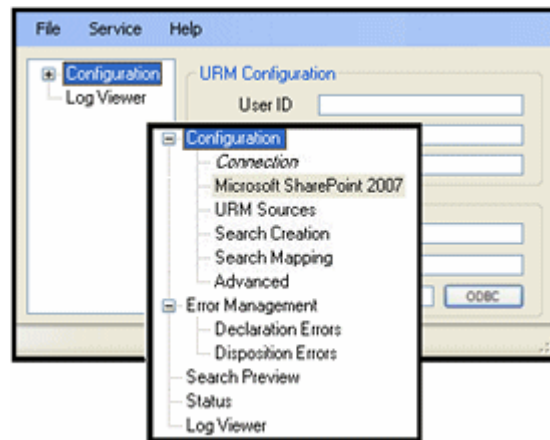 File Service Help
Configuration
Log Viewer
URM Configuration
User ID
Configuration
Connection
Microsoft SharePoint 2007
URM Sources
Search Creation
Search Mapping
Advanced
Error Management
Declaration Errors
Disposition Errors
Search Preview
Status
Log Viewer
ODBC